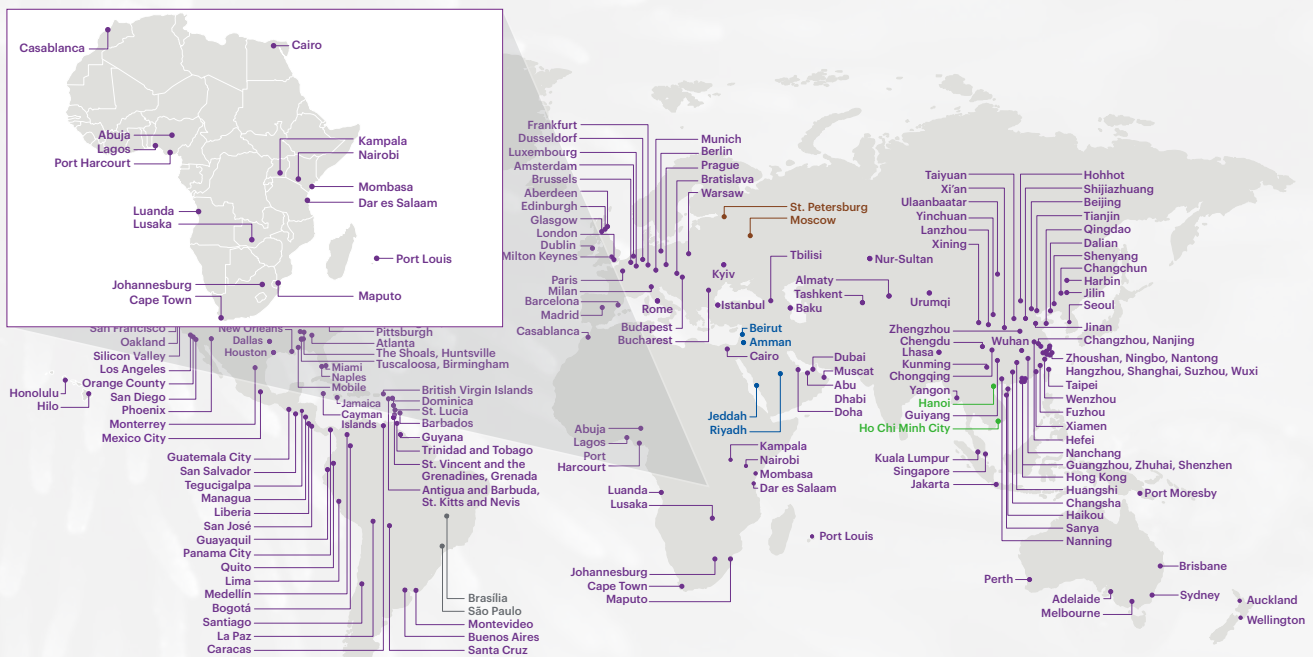 Casablanca
Cairo
Abuja
Lagos
Port Harcourt
Kampala
Nairobi
Mombasa
Dar es Salaam
Luanda
Lusaka
Port Louis
Johannesburg
Cape Town
Maputo
San Francisco
Oakland
Silicon Valley
Los Angeles
Orange County
San Diego
Phoenix
Monterrey
Mexico City
Honolulu
Hilo
New Orleans
Dallas
Houston
Pittsburgh
Atlanta
The Shoals, Huntsville
Tuscaloosa, Birmingham
Miami
Naples
Mobile
Jamaica
Cayman
Islands
British Virgin Islands
Dominica
St. Lucia
Barbados
Guyana
Trinidad and Tobago
St. Vincent and the
Grenadines, Grenada
Antigua and Barbuda,
St. Kitts and Nevis
Guatemala City
San Salvador
Tegucigalpa
Managua
Liberia
San José
Guayaquil
Panama City
Quito
Lima
Medellín
Bogotá
Santiago
La Paz
Caracas
Brasília
São Paulo
Montevideo
Buenos Aires
Santa Cruz
Frankfurt
Dusseldorf
Luxembourg
Amsterdam
Brussels
Aberdeen
Edinburgh
Glasgow
London
Dublin
Milton Keynes
Paris
Milan
Barcelona
Madrid
Casablanca
Munich
Berlin
Prague
Bratislava
Warsaw
St. Petersburg
Moscow
Kyiv
Tbilisi
Istanbul
Rome
Budapest
Bucharest
Baku
Almaty
Tashkent
Nur-Sultan
Urumqi
Beirut
Amman
Cairo
Dubai
Muscat
Abu
Dhabi
Doha
Jeddah
Riyadh
Abuja
Lagos
Port
Harcourt
Kampala
Nairobi
Mombasa
Dar es Salaam
Luanda
Lusaka
Port Louis
Johannesburg
Cape Town
Maputo
Taiyuan
Xi'an
Ulaanbaatar
Yinchuan
Lanzhou
Xining
Hohhot
Shijiazhuang
Beijing
Tianjin
Qingdao
Dalian
Shenyang
Changchun
Harbin
Jilin
Seoul
Jinan
Changzhou, Nanjing
Zhengzhou
Chengdu
Wuhan
Lhasa
Kunming
Chongqing
Yangon
Hanoi
Guiyang
Ho Chi Minh City
Kuala Lumpur
Singapore
Jakarta
Zhoushan, Ningbo, Nantong
Hangzhou, Shanghai, Suzhou, Wuxi
Taipei
Wenzhou
Fuzhou
Xiamen
Hefei
Nanchang
Guangzhou, Zhuhai, Shenzhen
Hong Kong
Huangshi
Changsha
Haikou
Sanya
Nanning
Port Moresby
Perth
Adelaide
Melbourne
Brisbane
Sydney
Auckland
Wellington